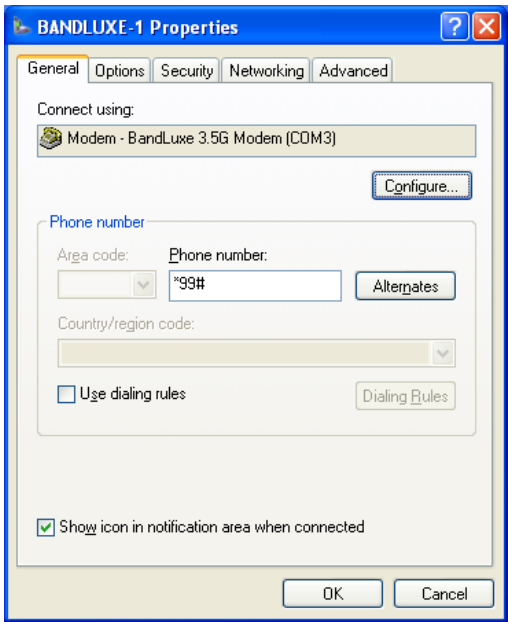 BANDLUXE-1 Properties
General Options Security Networking Advanced
Connect using:
Modem - BandLuxe 3.5G Modem (COM3)
Configure...
Phone number
Area code: Phone number:
*99#
Alternates
Country/region code:
Use dialing rules
Dialing Rules
Show icon in notification area when connected
OK Cancel